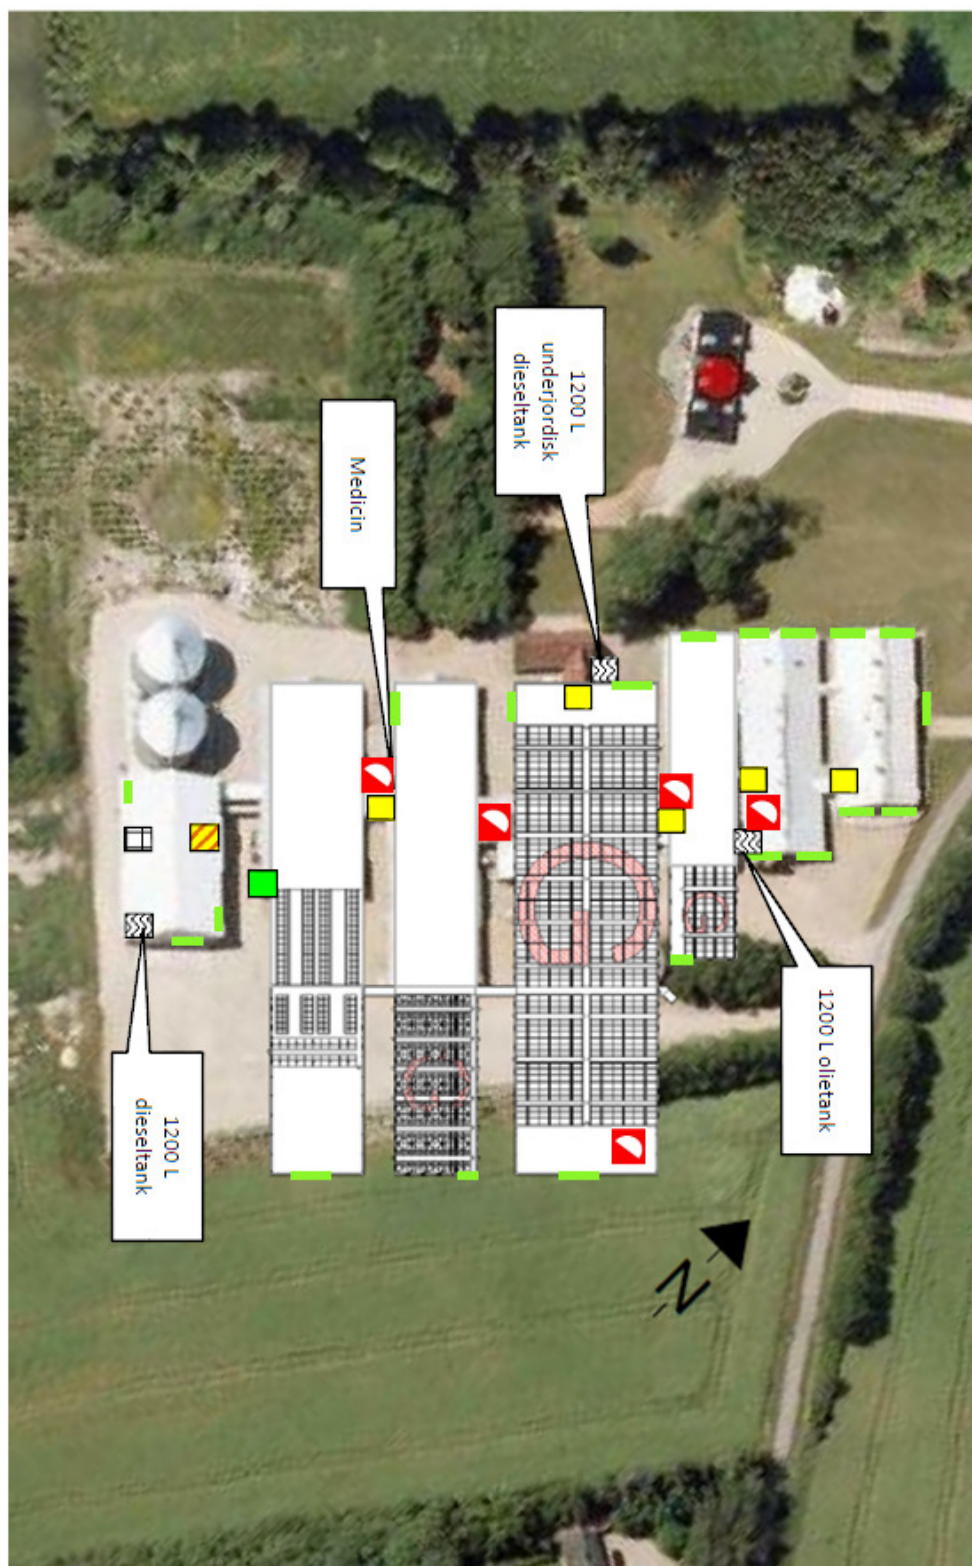 1200 L
underjordisk
dieseltank
Medicin
1200 L olietank
1200 L
dieseltank
N